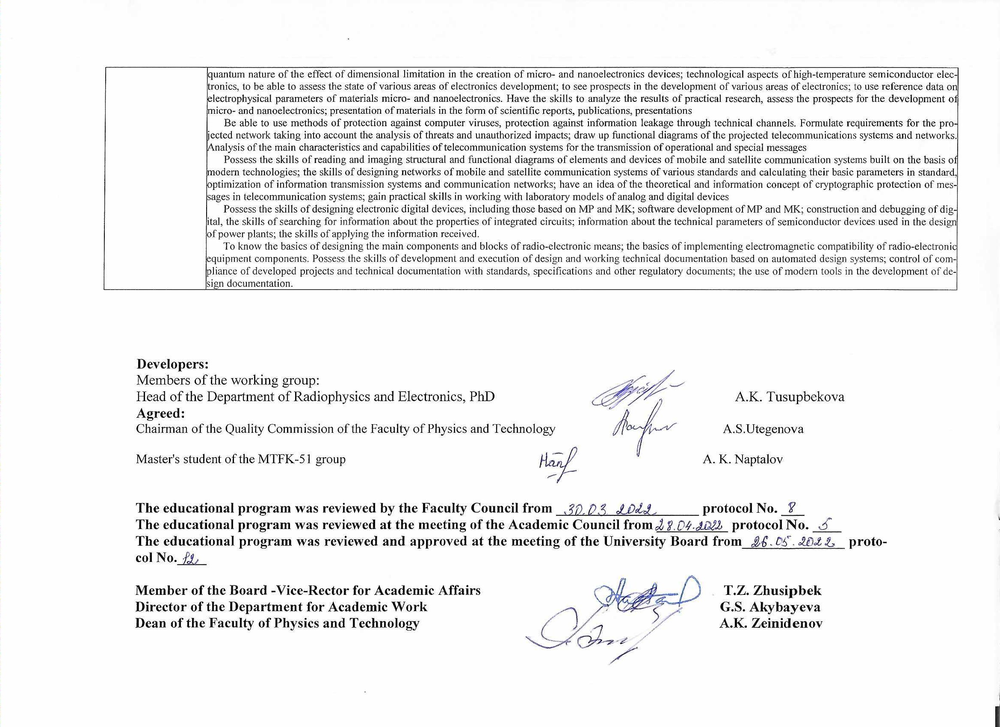 quantum nature of the effect of dimensional limitation in the creation of micro- and nanoelectronics devices; technological aspects of high-temperature semiconductor elec-
tronics, to be able to assess the state of various areas of electronics development; to see prospects in the development of various areas of electronics; to use reference data on
electrophysical parameters of materials micro- and nanoelectronics. Have the skills to analyze the results of practical research, assess the prospects for the development of
micro- and nanoelectronics; presentation of materials in the form of scientific reports, publications, presentations
Be able to use methods of protection against computer viruses, protection against information leakage through technical channels. Formulate requirements for the pro-
jected network taking into account the analysis of threats and unauthorized impacts; draw up functional diagrams of the projected telecommunications systems and networks.
Analysis of the main characteristics and capabilities of telecommunication systems for the transmission of operational and special messages
Possess the skills of reading and imaging structural and functional diagrams of elements and devices of mobile and satellite communication systems built on the basis of
modern technologies; the skills of designing networks of mobile and satellite communication systems of various standards and calculating their basic parameters in standard,
optimization of information transmission systems and communication networks; have an idea of the theoretical and information concept of cryptographic protection of mes-
sages in telecommunication systems; gain practical skills in working with laboratory models of analog and digital devices
Possess the skills of designing electronic digital devices, including those based on MP and MK; software development of MP and MK; construction and debugging of dig-
ital, the skills of searching for information about the properties of integrated circuits; information about the technical parameters of semiconductor devices used in the design
of power plants; the skills of applying the information received.
To know the basics of designing the main components and blocks of radio-electronic means; the basics of implementing electromagnetic compatibility of radio-electronic
equipment components. Possess the skills of development and execution of design and working technical documentation based on automated design systems; control of com-
pliance of developed projects and technical documentation with standards, specifications and other regulatory documents; the use of modern tools in the development of de-
sign documentation.
Developers:
Members of the working group:
Head of the Department of Radiophysics and Electronics, PhD A.K. Tusupbekova
Agreed:
Chairman of the Quality Commission of the Faculty of Physics and Technology A.S.Utegenova
Master's student of the MTFK-51 group A. K. Naptalov
The educational program was reviewed by the Faculty Council from 30.03.2022 protocol No. 8
The educational program was reviewed at the meeting of the Academic Council from 28.04.2022 protocol No. 5
The educational program was reviewed and approved at the meeting of the University Board from 26.05.2022 proto-
col No. 12
Member of the Board -Vice-Rector for Academic Affairs T.Z. Zhusipbek
Director of the Department for Academic Work G.S. Akybayeva
Dean of the Faculty of Physics and Technology A.K. Zeinidenov